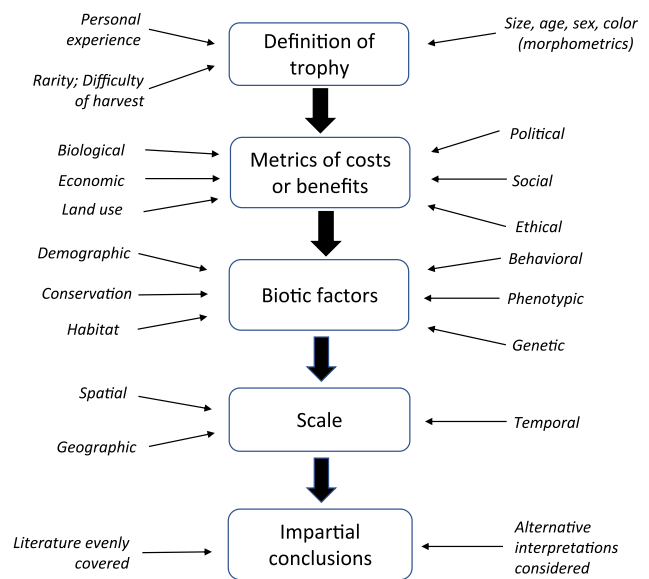 Personal
experience
Rarity; Difficulty
of harvest
Definition of
trophy
Size, age, sex, color
(morphometrics)
Biological
Economic
Land use
Metrics of costs
or benefits
Political
Social
Ethical
Demographic
Conservation
Habitat
Biotic factors
Behavioral
Phenotypic
Genetic
Spatial
Geographic
Scale
Temporal
Literature evenly
covered
Impartial
conclusions
Alternative
interpretations
considered